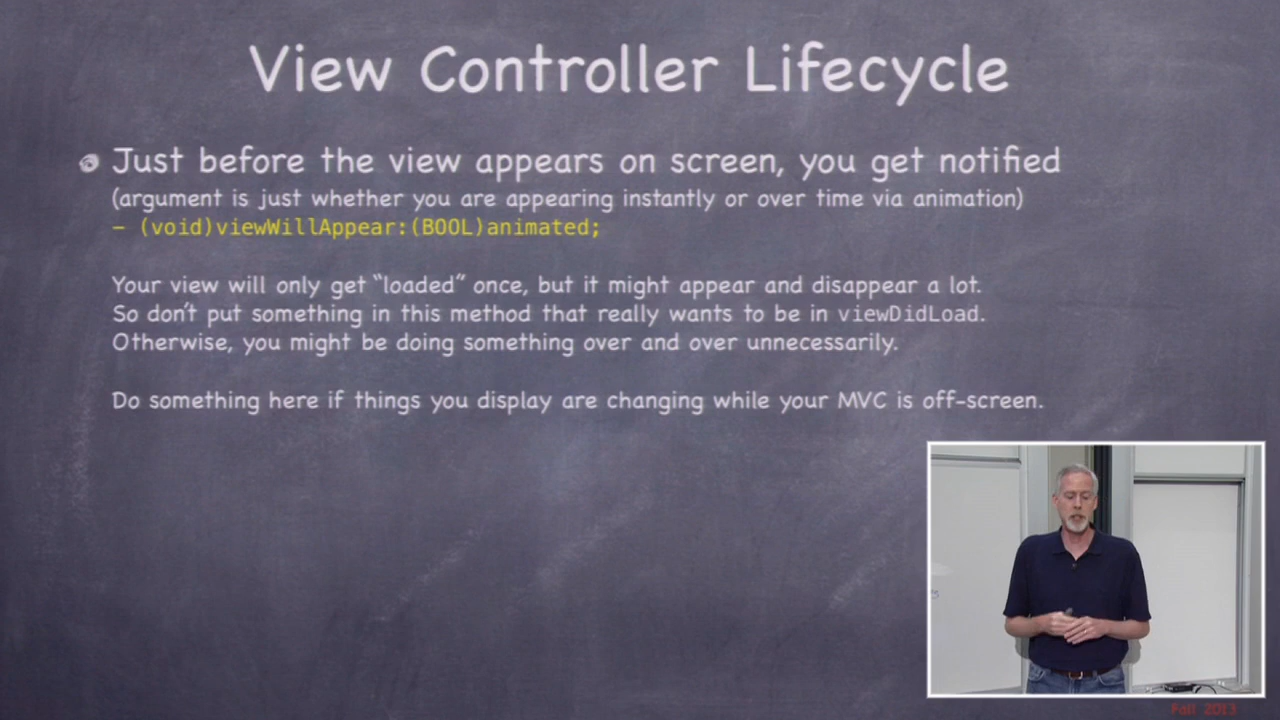 View Controller Lifecycle
Just before the view appears on screen, you get notified
(argument is just whether you are appearing instantly or over time via animation)
- (void)viewWillAppear:(BOOL)animated;
Your view will only get “loaded” once, but it might appear and disappear a lot.
So don’t put something in this method that really wants to be in viewDidLoad.
Otherwise, you might be doing something over and over unnecessarily.
Do something here if things you display are changing while your MVC is off-screen.
Fall 2013